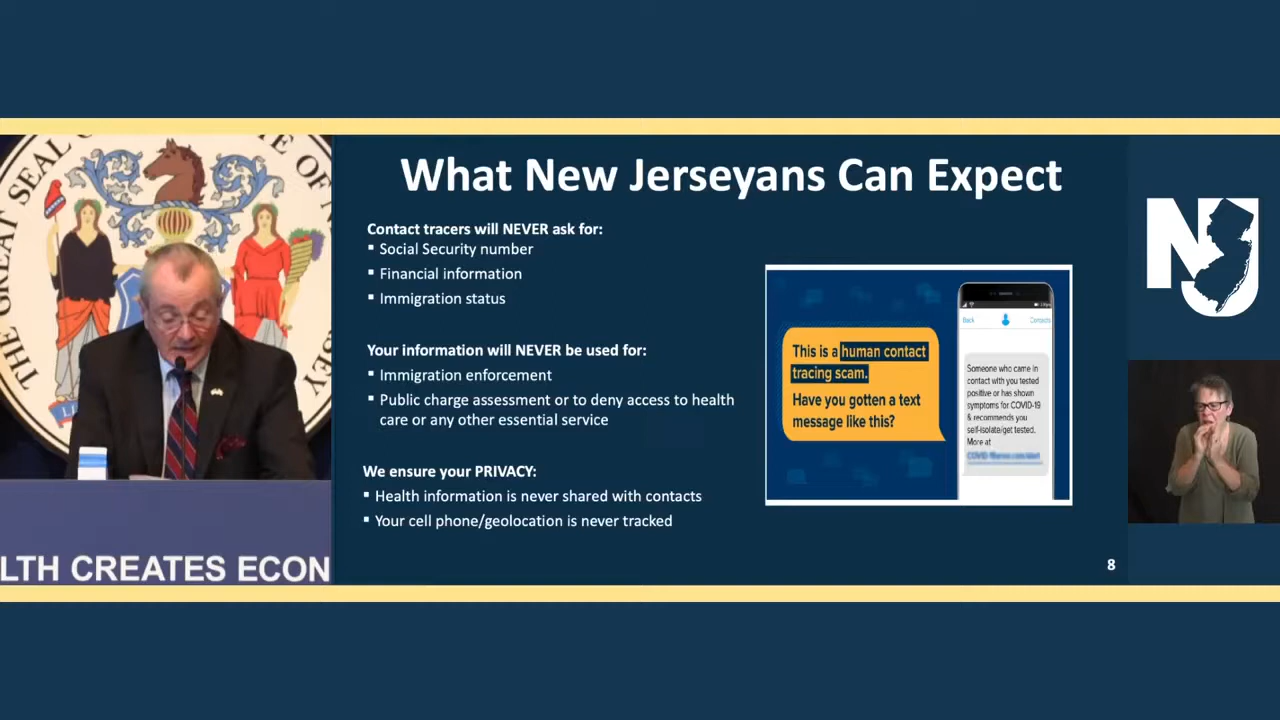 What New Jerseyans Can Expect
Contact tracers will NEVER ask for:
▪ Social Security number
▪ Financial information
▪ Immigration status
Your information will NEVER be used for:
▪ Immigration enforcement
▪ Public charge assessment or to deny access to health
care or any other essential service
We ensure your PRIVACY:
▪ Health information is never shared with contacts
▪ Your cell phone/geolocation is never tracked
This is a human contact
tracing scam.
Have you gotten a text
message like this?
Back
Contacts
Someone who came in
contact with you tested
positive or has shown
symptoms for COVID-19
& recommends you
self-isolate/get tested.
More at
8
THE GREAT SEAL
OF
LTH CREATES ECON
NJ